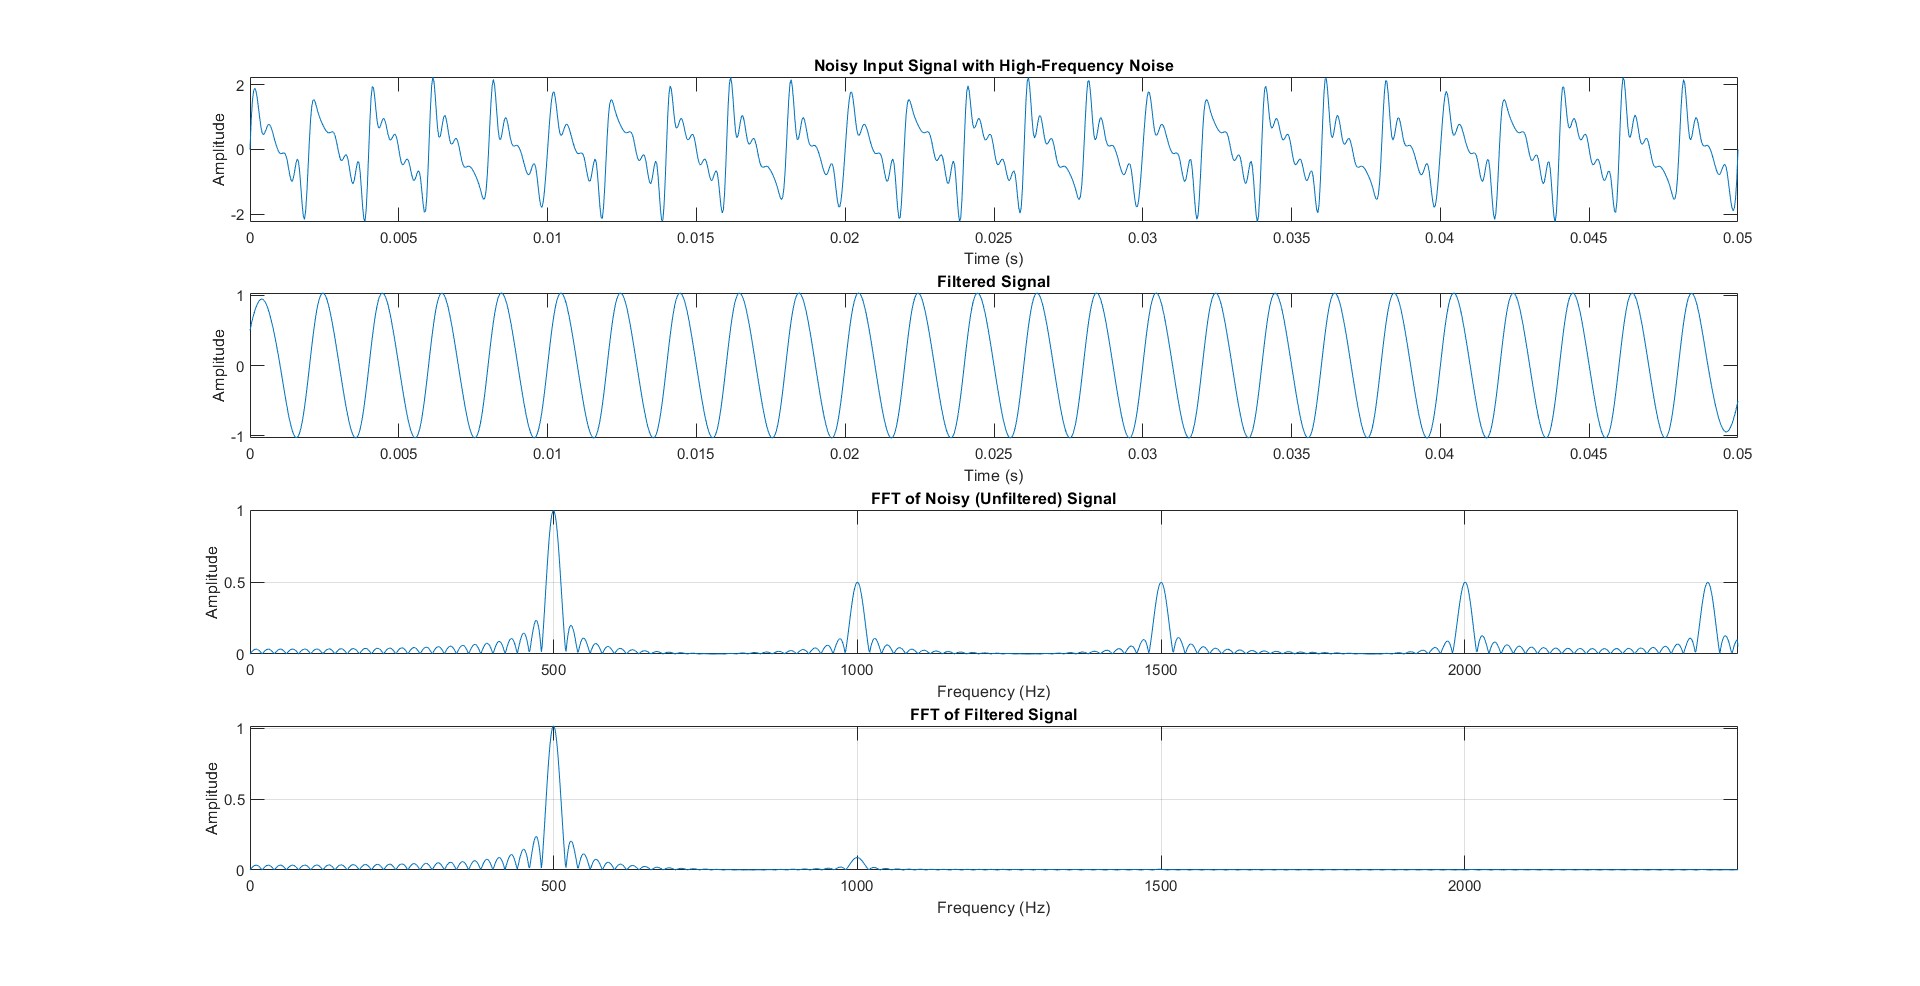 Noisy Input Signal with High-Frequency Noise
Amplitude
2
0
-2
0 0.005 0.01 0.015 0.02 0.025 0.03 0.035 0.04 0.045 0.05
Time (s)
Filtered Signal
Amplitude
1
0
-1
0 0.005 0.01 0.015 0.02 0.025 0.03 0.035 0.04 0.045 0.05
Time (s)
FFT of Noisy (Unfiltered) Signal
Amplitude
1
0.5
0
0 500 1000 1500 2000
Frequency (Hz)
FFT of Filtered Signal
Amplitude
1
0.5
0
0 500 1000 1500 2000
Frequency (Hz)